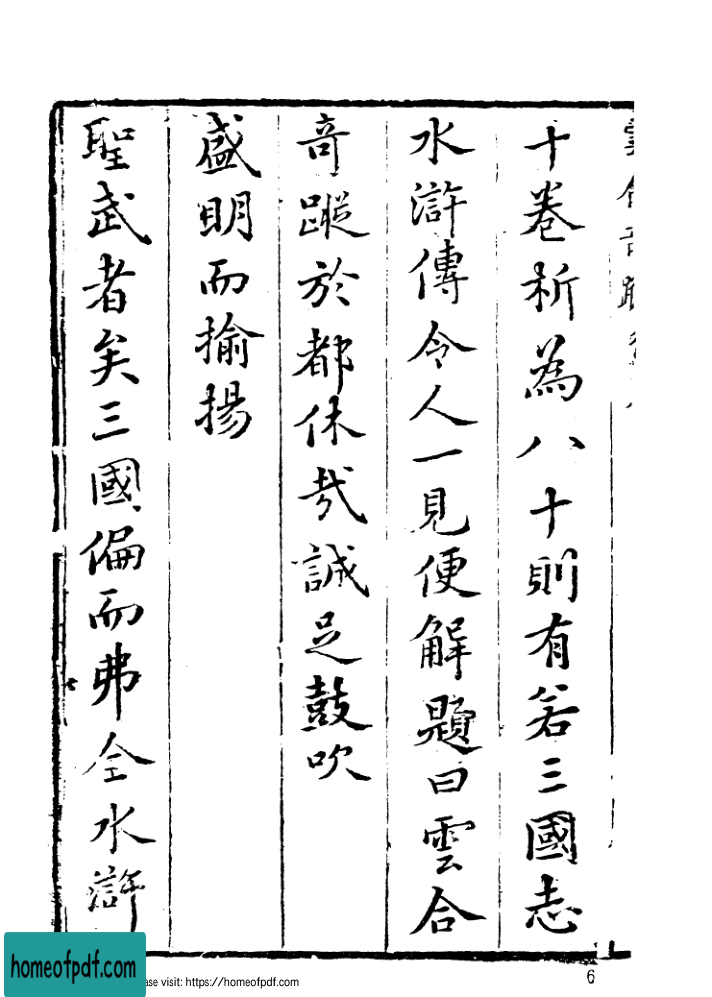 十卷析為八十則有若三國志
水滸傳令人一見便解題曰雲合
奇蹤於都休哉誠足鼓吹
盛明而揄揚
聖武者矣三國偏而弗全水滸
homeofpdf.com
ase visit: https://homeofpdf.com
6